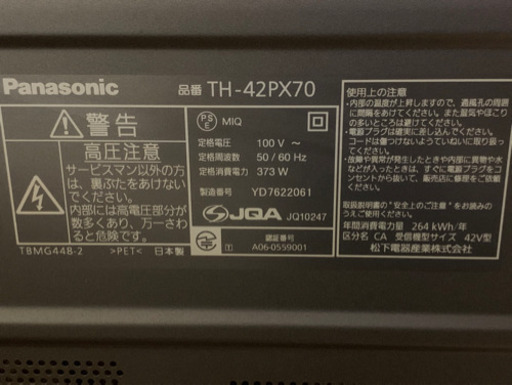 Panasonic
品番 TH-42PX70
警告
高圧注意
サービスマン以外の方
は、裏ぶたをあけない
でください。
内部には高電圧部分が
数多くあり、万一さわ
ると危険です。
TBMG448-2 >PET< 日本製
PS
E MIQ
定格電圧 100 V ～
定格周波数 50 / 60 Hz
定格消費電力 373 W
製造番号 YD7622061
JQA JQ10247
T
認証番号
A06-0559001
使用上の注意
・内部の温度が上昇しますので、通風孔の周囲
に間隔をあけてください。また湿気やほこり
の多いところは避けてください。
・電源プラグは確実に差し込んでください。
コードは傷つけないようていねいに取り扱っ
てください。
・故障や異常が発生したときや内部に異物や水
などが入ったときは、すぐに電源プラグをコン
セントから抜いて、販売店に修理をご依頼く
ださい。
取扱説明書の"安全上のご注意"をお読みのう
えご使用ください。
年間消費電力量 264 kWh/年
区分名 CA 受信機型サイズ 42V型
松下電器産業株式会社